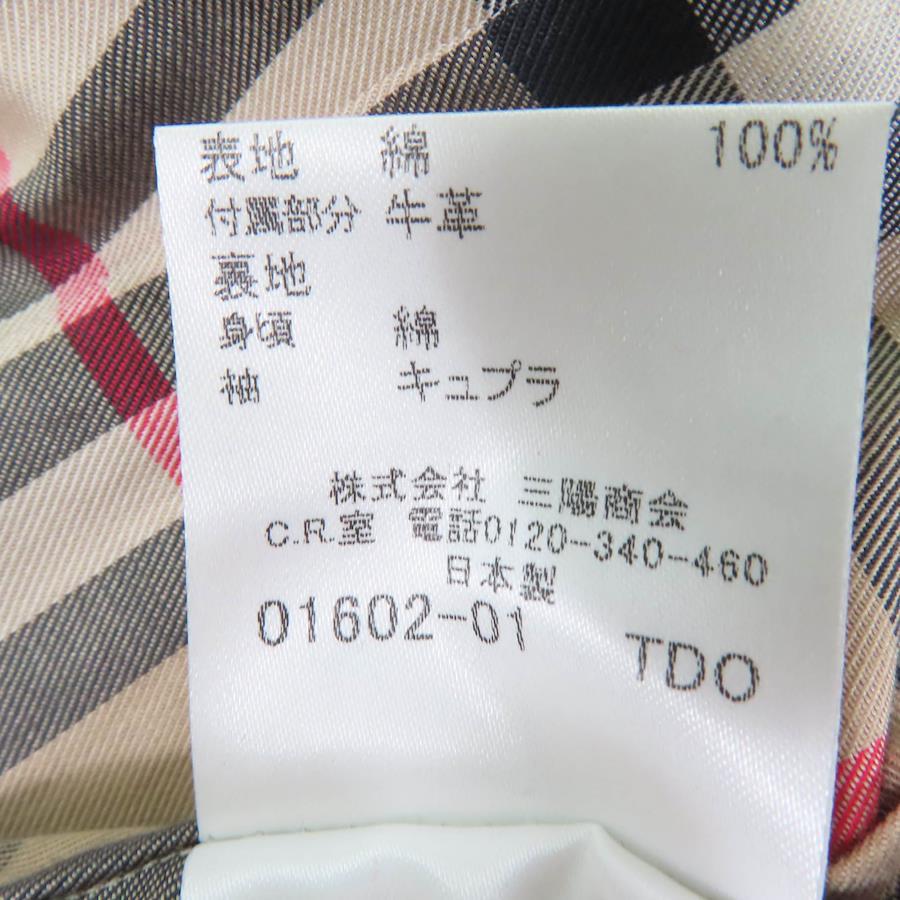 表地 綿 100%
付属部分 牛革
裏地
身頃 綿
袖 キュプラ
株式会社 三陽商会
C.R.室 電話0120-340-460
日本製
01602-01
TDO